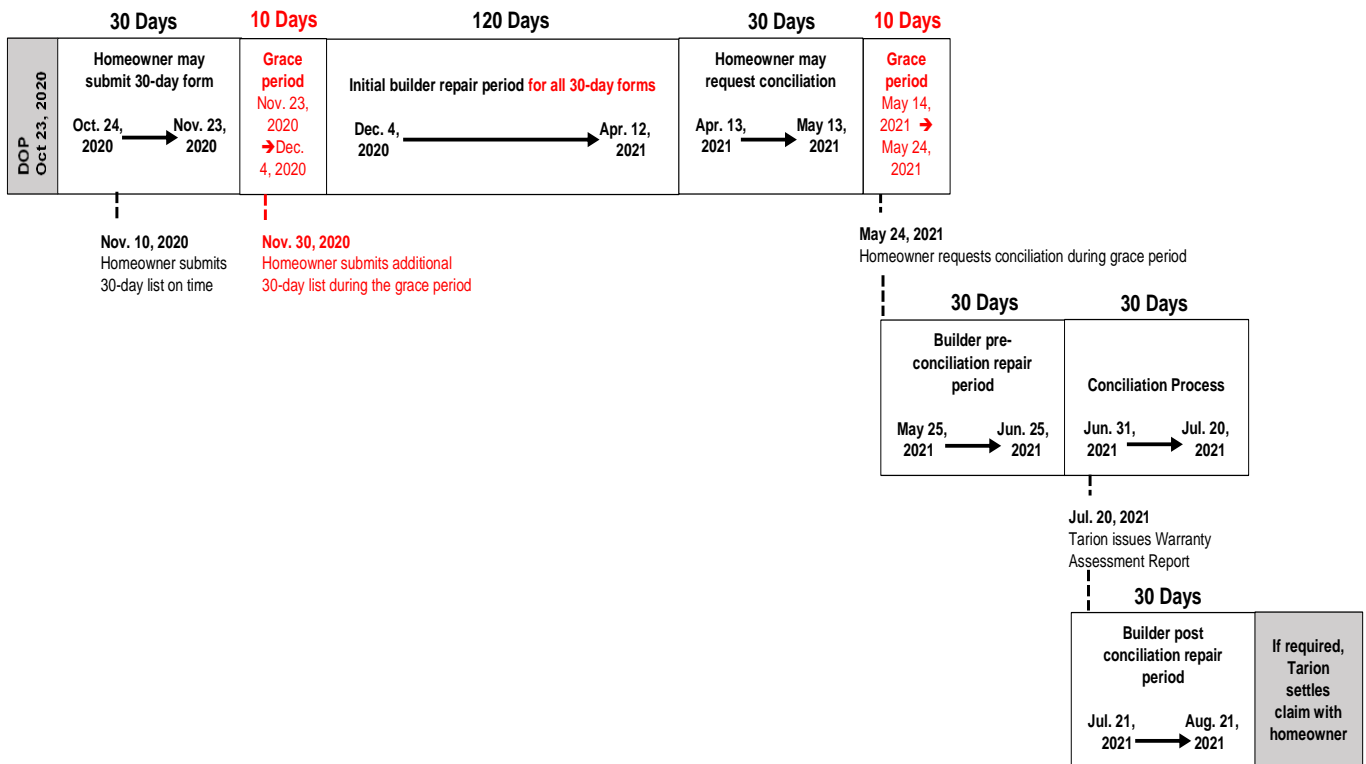 30 Days
10 Days
120 Days
30 Days
10 Days
DOP
Oct 23, 2020
Homeowner may
submit 30-day form
Oct. 24,
2020
Nov. 23,
2020
Grace
period
Nov. 23,
2020
➔Dec.
4, 2020
Initial builder repair period for all 30-day forms
Dec. 4,
2020
Apr. 12,
2021
Homeowner may
request conciliation
Apr. 13,
2021
May 13,
2021
Grace
period
May 14,
2021 ➔
May 24,
2021
Nov. 10, 2020
Homeowner submits
30-day list on time
Nov. 30, 2020
Homeowner submits additional
30-day list during the grace period
May 24, 2021
Homeowner requests conciliation during grace period
30 Days
30 Days
Builder pre-
conciliation repair
period
May 25,
2021
Jun. 25,
2021
Conciliation Process
Jun. 31,
2021
Jul. 20,
2021
Jul. 20, 2021
Tarion issues Warranty
Assessment Report
30 Days
Builder post
conciliation repair
period
Jul. 21,
2021
Aug. 21,
2021
If required,
Tarion
settles
claim with
homeowner